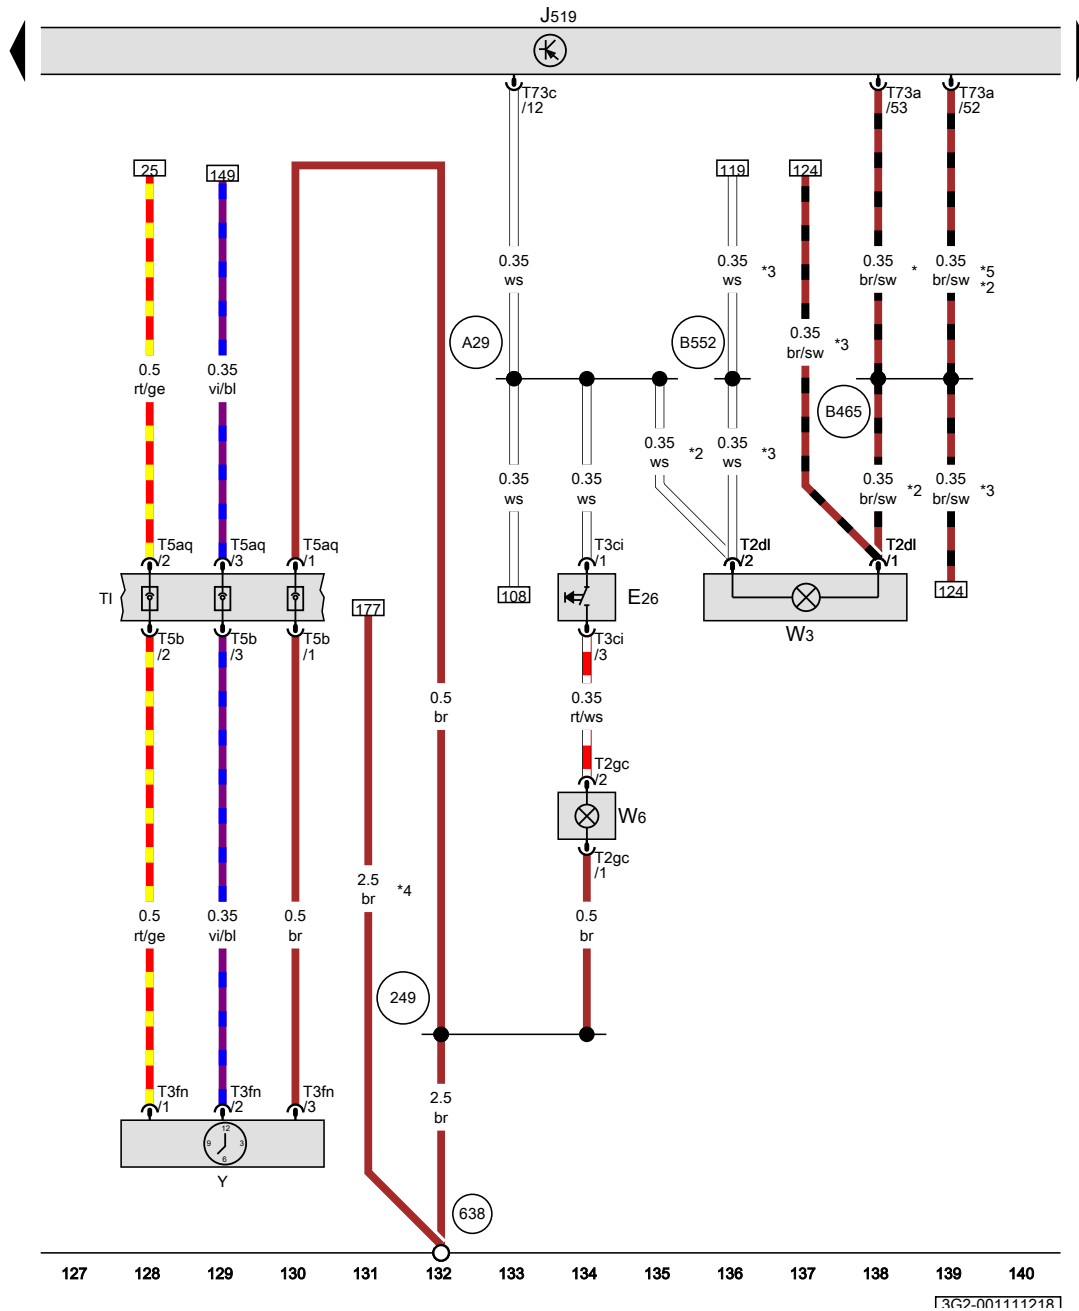 J519
T73c
/12
T73a
/53
T73a
/52
25
149
119
124
0.35
ws
0.35
ws
*3
0.35
br/sw
*
0.35
br/sw
*5
*2
A29
B552
0.35
br/sw
*3
0.5
rt/ge
0.35
vi/bl
B465
0.35
ws
0.35
ws
0.35
ws
*2
0.35
ws
*3
0.35
br/sw
*2
0.35
br/sw
*3
T5aq
/2
T5aq
/3
T5aq
/1
T3ci
/1
T2dl
/2
T2dl
/1
TI
177
108
E26
124
W3
T5b
/2
T5b
/3
T5b
/1
T3ci
/3
0.5
br
0.35
rt/ws
T2gc
/2
W6
T2gc
/1
2.5
br
*4
0.5
rt/ge
0.35
vi/bl
0.5
br
0.5
br
249
T3fn
/1
T3fn
/2
T3fn
/3
2.5
br
12
9
3
6
Y
638
127 128 129 130 131 132 133 134 135 136 137 138 139 140
3G2-001111218